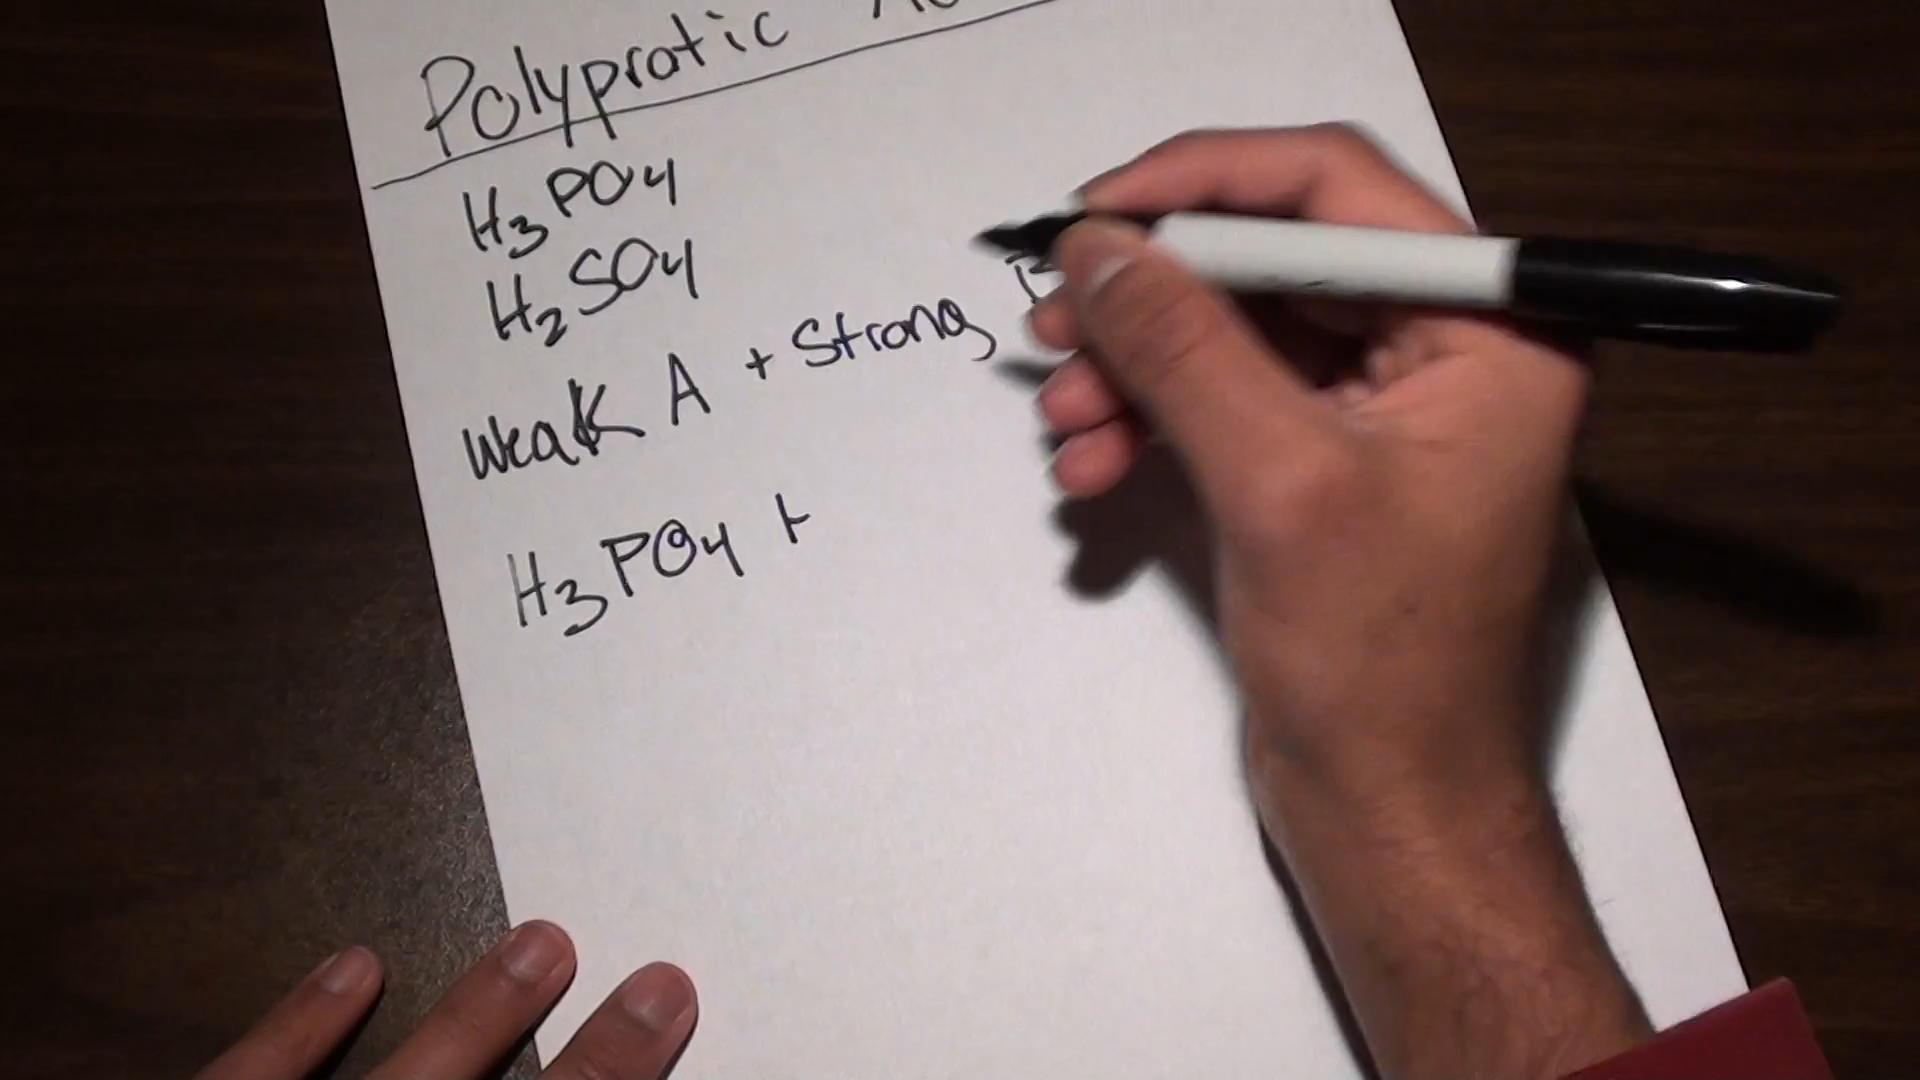 Polyprotic
H3PO4
H2SO4
Weak A + Strong
H3PO4 +